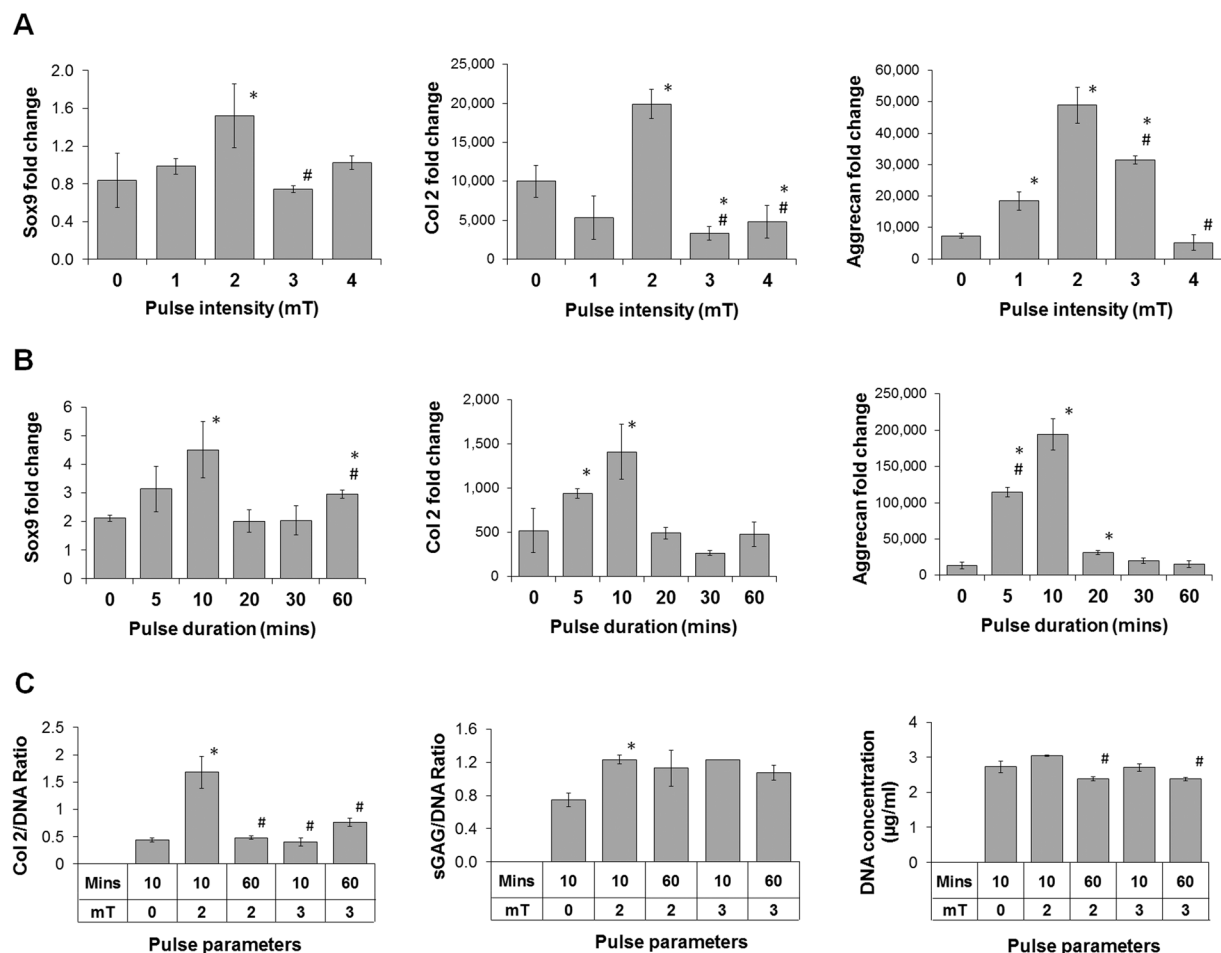 A
Sox9 fold change
2.0
1.6
1.2
0.8
0.4
0.0
*
#
0 1 2 3 4
Pulse intensity (mT)
Col 2 fold change
25,000
20,000
15,000
10,000
5,000
0
*
*
#
*
#
0 1 2 3 4
Pulse intensity (mT)
Aggrecan fold change
60,000
50,000
40,000
30,000
20,000
10,000
0
*
*
*
#
#
0 1 2 3 4
Pulse intensity (mT)
B
Sox9 fold change
6
5
4
3
2
1
0
*
*
#
0 5 10 20 30 60
Pulse duration (mins)
Col 2 fold change
2,000
1,500
1,000
500
0
*
*
0 5 10 20 30 60
Pulse duration (mins)
Aggrecan fold change
250,000
200,000
150,000
100,000
50,000
0
*
#
*
*
0 5 10 20 30 60
Pulse duration (mins)
C
Col 2/DNA Ratio
2.5
2
1.5
1
0.5
0
*
#
#
#
Mins 10 10 60 10 60
mT 0 2 2 3 3
Pulse parameters
sGAG/DNA Ratio
1.6
1.2
0.8
0.4
0.0
*
Mins 10 10 60 10 60
mT 0 2 2 3 3
Pulse parameters
DNA concentration
(µg/ml)
4
3
2
1
0
#
#
Mins 10 10 60 10 60
mT 0 2 2 3 3
Pulse parameters